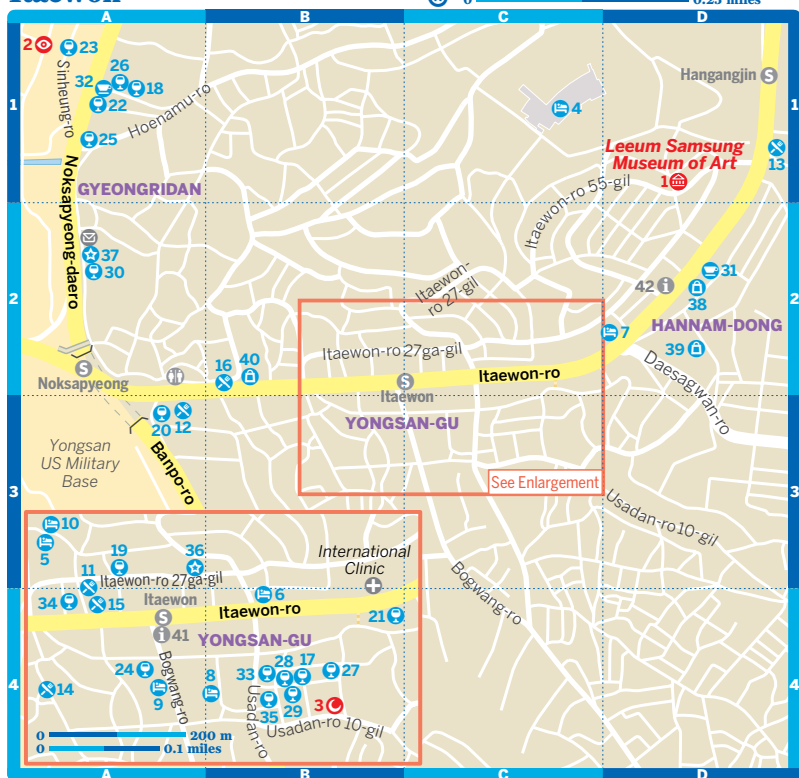 0
0.25 miles
A
B
C
D
2
23
26
32
18
22
25
Sinheung-ro
Hoenamu-ro
4
Hangangjin
S
Leeum Samsung
Museum of Art
1
13
1
1
GYEONGRIDAN
Noksapyeong-daero
37
30
Itaewon-ro 55-gil
Itaewon-
ro 27-gil
42
i
31
38
2
2
7
HANNAM-DONG
39
Itaewon-ro 27ga-gil
16
40
S
Noksapyeong
S
Itaewon
Itaewon-ro
Daesagwan-ro
20
12
YONGSAN-GU
Yongsan
US Military
Base
Banpo-ro
See Enlargement
3
3
Usadan-ro 10-gil
Bogwang-ro
10
5
19
36
11
Itaewon-ro 27ga-gil
International
Clinic
34
15
Itaewon
S
6
Itaewon-ro
21
i
41
YONGSAN-GU
24
9
Bogwang-ro
8
33
28
17
27
14
35
29
3
Usadan-ro
Usadan-ro 10-gil
4
4
0
200 m
0
0.1 miles
A
B
C
D